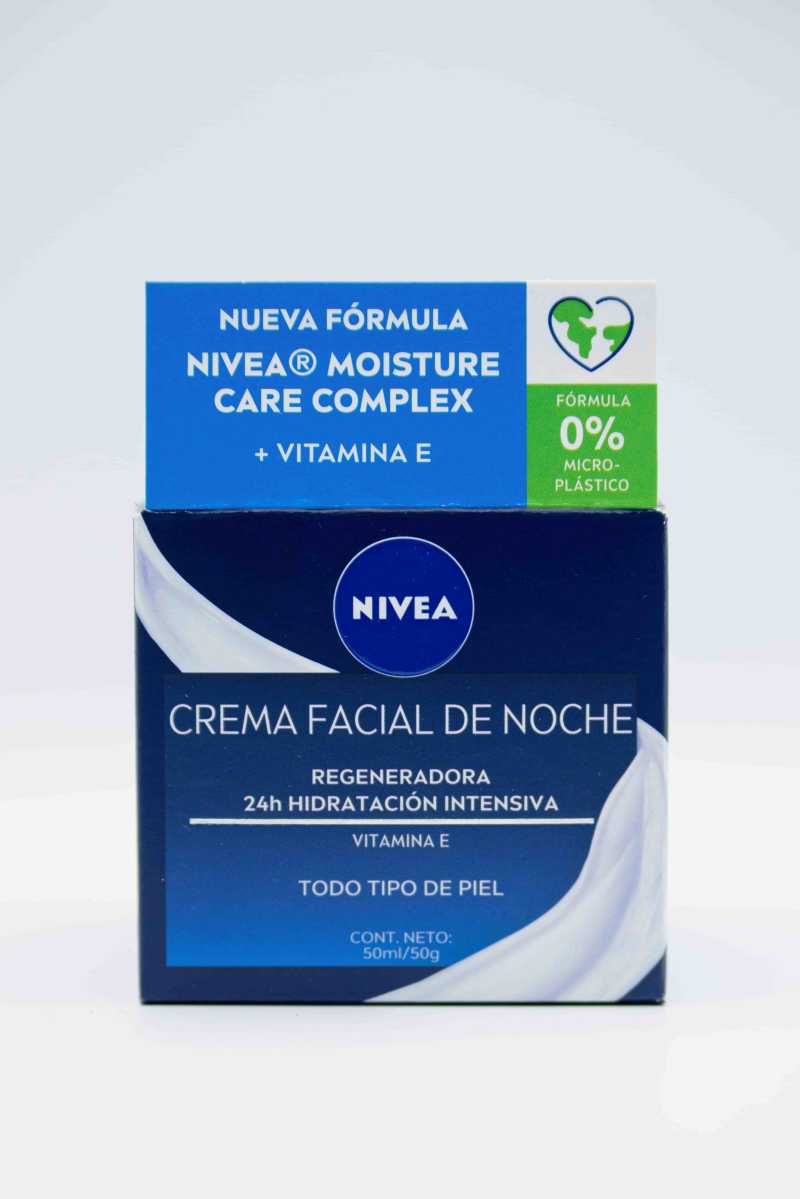 NUEVA FÓRMULA
NIVEA® MOISTURE
CARE COMPLEX
+ VITAMINA E
FÓRMULA
0%
MICRO-
PLÁSTICO
NIVEA
CREMA FACIAL DE NOCHE
REGENERADORA
24h HIDRATACIÓN INTENSIVA
VITAMINA E
TODO TIPO DE PIEL
CONT. NETO:
50ml/50g